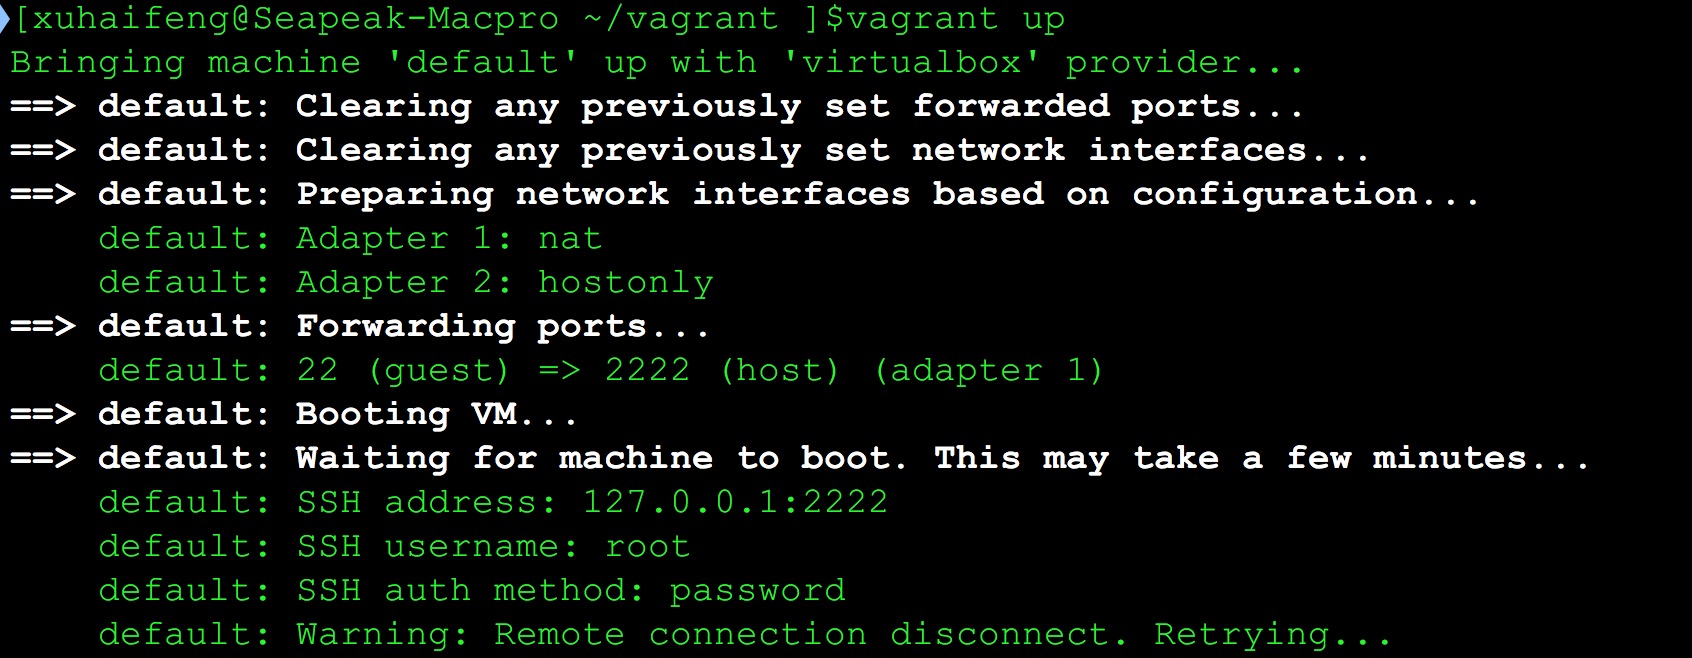 [xuhaifeng@Seapeak-Macpro ~/vagrant ]$vagrant up
Bringing machine 'default' up with 'virtualbox' provider...
==> default: Clearing any previously set forwarded ports...
==> default: Clearing any previously set network interfaces...
==> default: Preparing network interfaces based on configuration...
    default: Adapter 1: nat
    default: Adapter 2: hostonly
==> default: Forwarding ports...
    default: 22 (guest) => 2222 (host) (adapter 1)
==> default: Booting VM...
==> default: Waiting for machine to boot. This may take a few minutes...
    default: SSH address: 127.0.0.1:2222
    default: SSH username: root
    default: SSH auth method: password
    default: Warning: Remote connection disconnect. Retrying...